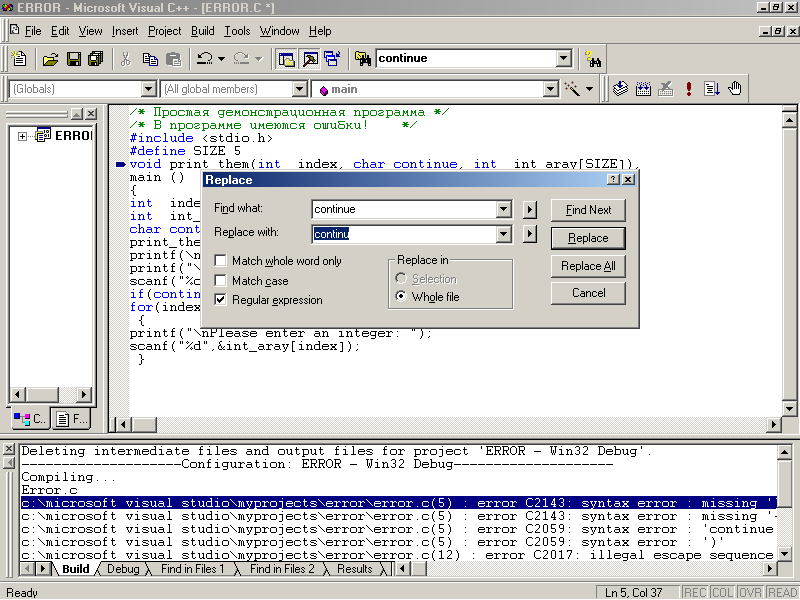 ERROR - Microsoft Visual C++ - [ERROR.C *]
File Edit View Insert Project Build Tools Window Help
continue
(Globals) (All global members) main
ERROR
/* Простая демонстрационная программа */
/* В программе имеются ошибки! */
#include <stdio.h>
#define SIZE 5
void print_them(int index, char continue, int int_aray[SIZE]),
main ()
{
int
int int_
char cont
print_the
printf(\n
printf("\
scanf("%c
if(contin
for(index
{
printf("\nPlease enter an integer: ");
scanf("%d",&int_aray[index]);
}
Replace
Find what: continue Find Next
Replace with: continu Replace
Match whole word only
Match case
Regular expression
Replace in
Selection
Whole file
Replace All
Cancel
C.. F...
Deleting intermediate files and output files for project 'ERROR - Win32 Debug'.
--------------------Configuration: ERROR - Win32 Debug--------------------
Compiling...
Error.c
c:\microsoft visual studio\myprojects\error\error.c(5) : error C2143: syntax error : missing '
c:\microsoft visual studio\myprojects\error\error.c(5) : error C2143: syntax error : missing '
c:\microsoft visual studio\myprojects\error\error.c(5) : error C2059: syntax error : 'continue
c:\microsoft visual studio\myprojects\error\error.c(5) : error C2059: syntax error : ')'
c:\microsoft visual studio\myprojects\error\error.c(12) : error C2017: illegal escape sequence
Build Debug Find in Files 1 Find in Files 2 Results
Ready Ln 5, Col 37 REC COL OVR READ